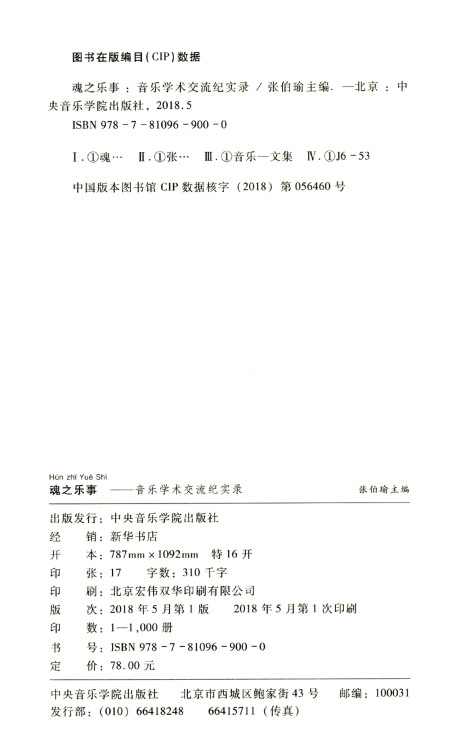 图书在版编目(CIP)数据
魂之乐事：音乐学术交流纪实录 / 张伯瑜主编. —北京：中
央音乐学院出版社，2018.5
ISBN 978－7－81096－900－0
Ⅰ.①魂… Ⅱ.①张… Ⅲ.①音乐—文集 Ⅳ.①J6－53
中国版本图书馆 CIP 数据核字（2018）第 056460 号
Hún zhī Yuè Shì
魂之乐事 ——音乐学术交流纪实录 张伯瑜主编
出版发行：中央音乐学院出版社
经 销：新华书店
开 本：787mm×1092mm 特 16 开
印 张：17 字数：310 千字
印 刷：北京宏伟双华印刷有限公司
版 次：2018 年 5 月第 1 版 2018 年 5 月第 1 次印刷
印 数：1—1,000 册
书 号：ISBN 978－7－81096－900－0
定 价：78.00 元
中央音乐学院出版社 北京市西城区鲍家街 43 号 邮编：100031
发行部：(010) 66418248 66415711（传真）